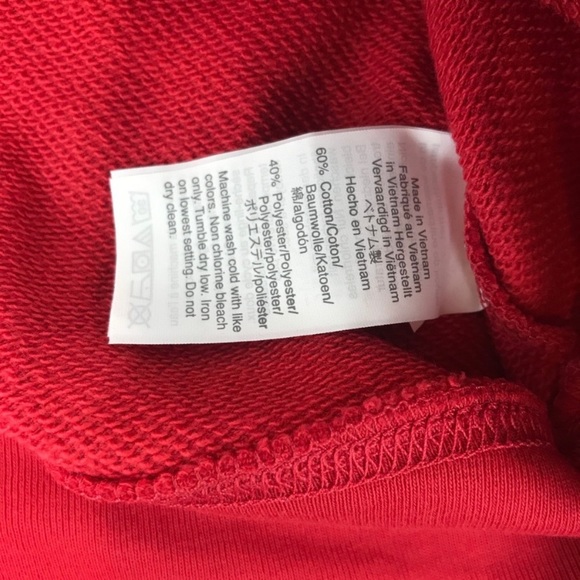 Made in Vietnam
Fabriqué au Vietnam
in Vietnam Hergestellt
Vervaardigd in Viëtnam
ベトナム製
Hecho en Vietnam
60% Cotton/Coton/
Baumwolle/Katoen/
綿/algodón
40% Polyester/Polyester/
Polyester/polyester/
ポリエステル/poliéster
Machine wash cold with like
colors. Non chlorine bleach
only. Tumble dry low. Iron
on lowest setting. Do not
dry clean.